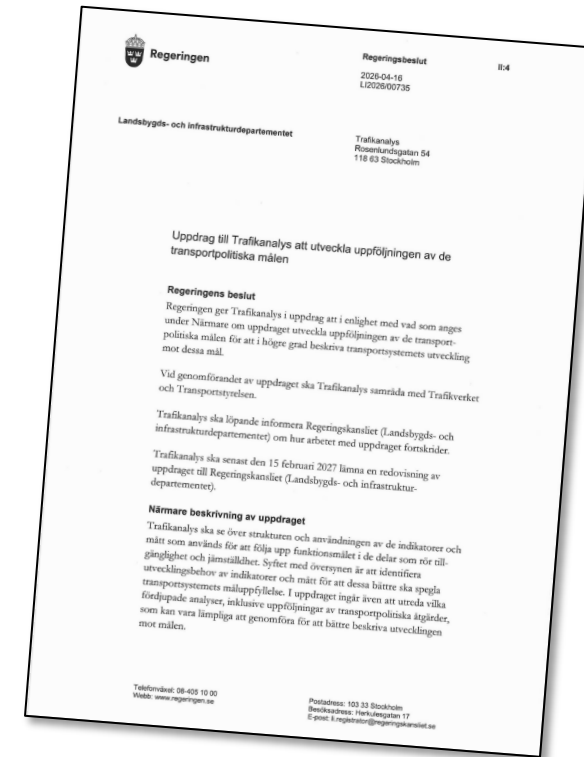 Regeringen
Regeringsbeslut
II:4
2026-04-16
LI2026/00735
Landsbygds- och infrastrukturdepartementet
Trafikanalys
Rosenlundsgatan 54
118 63 Stockholm
Uppdrag till Trafikanalys att utveckla uppföljningen av de
transportpolitiska målen
Regeringens beslut
Regeringen ger Trafikanalys i uppdrag att i enlighet med vad som anges
under Närmare om uppdraget utveckla uppföljningen av de transport-
politiska målen för att i högre grad beskriva transportsystemets utveckling
mot dessa mål.
Vid genomförandet av uppdraget ska Trafikanalys samråda med Trafikverket
och Transportstyrelsen.
Trafikanalys ska löpande informera Regeringskansliet (Landsbygds- och
infrastrukturdepartementet) om hur arbetet med uppdraget fortskrider.
Trafikanalys ska senast den 15 februari 2027 lämna en redovisning av
uppdraget till Regeringskansliet (Landsbygds- och infrastruktur-
departementet).
Närmare beskrivning av uppdraget
Trafikanalys ska se över strukturen och användningen av de indikatorer och
mått som används för att följa upp funktionsmålet i de delar som rör till-
gänglighet och jämställdhet. Syftet med översynen är att identifiera
utvecklingsbehov av indikatorer och mått för att dessa bättre ska spegla
transportsystemets måluppfyllelse. I uppdraget ingår även att utreda vilka
fördjupade analyser, inklusive uppföljningar av transportpolitiska åtgärder,
som kan vara lämpliga att genomföra för att bättre beskriva utvecklingen
mot målen.
Telefonväxel: 08-405 10 00
Webb: www.regeringen.se
Postadress: 103 33 Stockholm
Besöksadress: Herkulesgatan 17
E-post: li.registrator@regeringskansliet.se